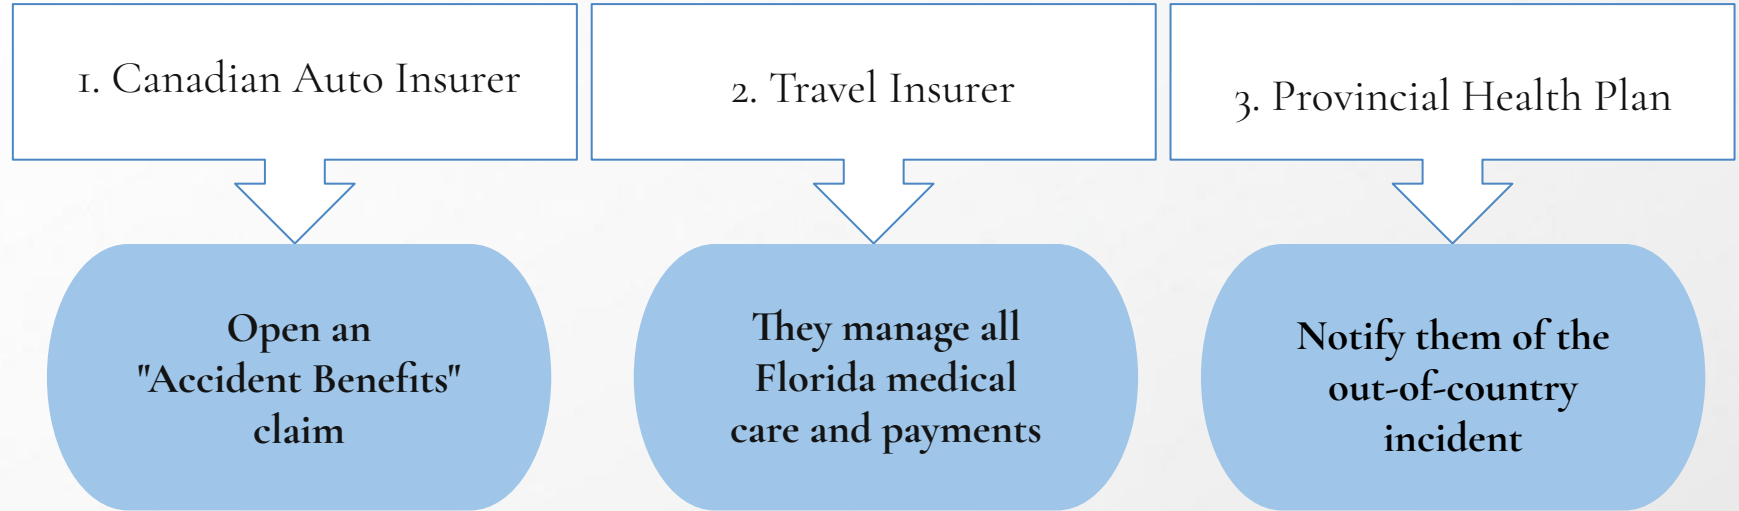 1. Canadian Auto Insurer
2. Travel Insurer
3. Provincial Health Plan
Open an
"Accident Benefits"
claim
They manage all
Florida medical
care and payments
Notify them of the
out-of-country
incident